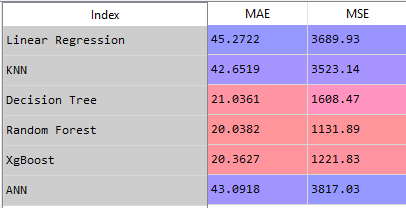 Index MAE MSE
Linear Regression 45.2722 3689.93
KNN 42.6519 3523.14
Decision Tree 21.0361 1608.47
Random Forest 20.0382 1131.89
XgBoost 20.3627 1221.83
ANN 43.0918 3817.03